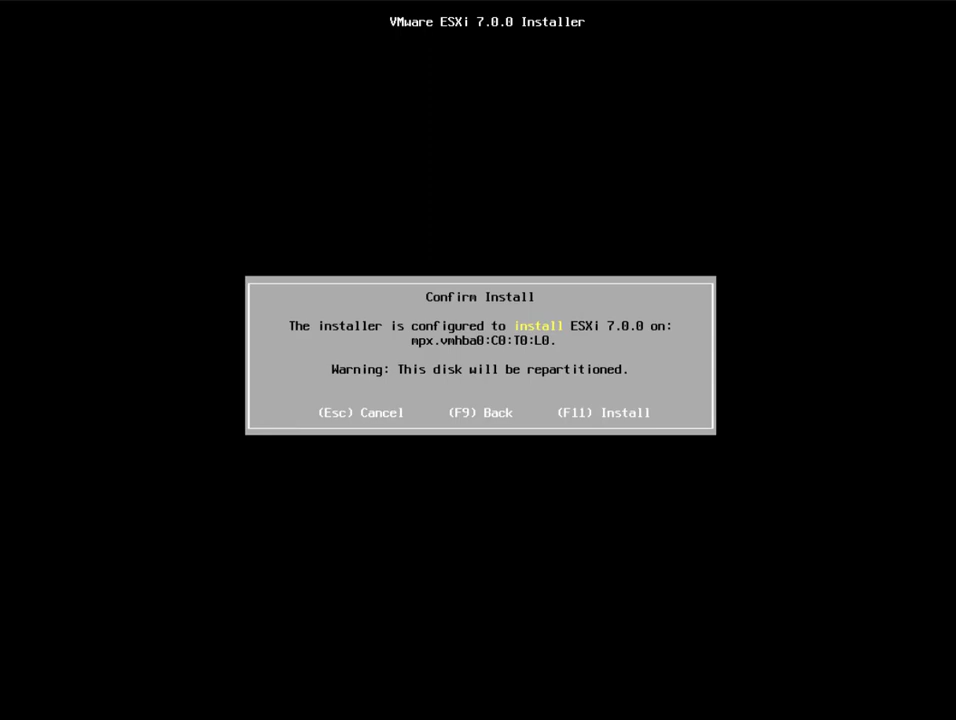 VMware ESXi 7.0.0 Installer
Confirm Install
The installer is configured to install ESXi 7.0.0 on:
mpx.vmhba0:C0:T0:L0.
Warning: This disk will be repartitioned.
(Esc) Cancel (F9) Back (F11) Install